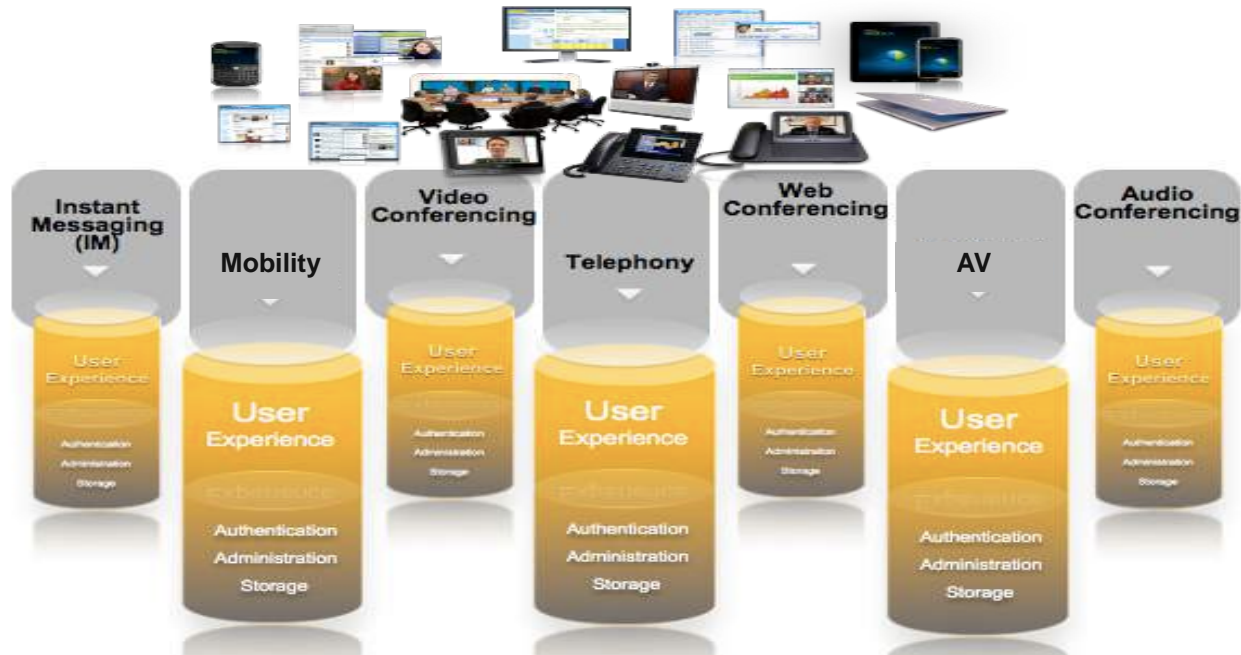 Instant
Messaging
(IM)
Mobility
Video
Conferencing
Telephony
Web
Conferencing
AV
Audio
Conferencing
User
Experience
Authentication
Administration
Storage
User
Experience
Authentication
Administration
Storage
User
Experience
Authentication
Administration
Storage
User
Experience
Authentication
Administration
Storage
User
Experience
Authentication
Administration
Storage
User
Experience
Authentication
Administration
Storage
User
Experience
Authentication
Administration
Storage